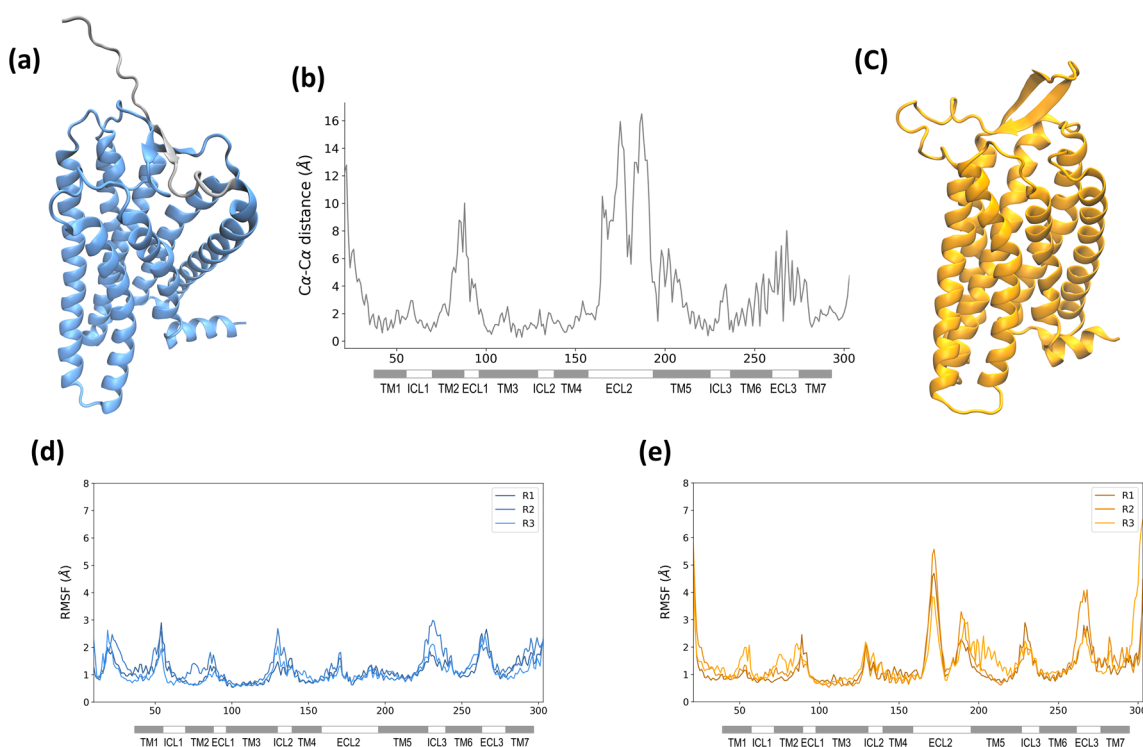 (a)
(b)
(C)
Cα-Cα distance (Å)
16
14
12
10
8
6
4
2
0
50 100 150 200 250 300
TM1 ICL1 TM2 ECL1 TM3 ICL2 TM4 ECL2 TM5 ICL3 TM6 ECL3 TM7
(d)
RMSF (Å)
8
7
6
5
4
3
2
1
0
R1
R2
R3
50 100 150 200 250 300
TM1 ICL1 TM2 ECL1 TM3 ICL2 TM4 ECL2 TM5 ICL3 TM6 ECL3 TM7
(e)
RMSF (Å)
8
7
6
5
4
3
2
1
0
R1
R2
R3
50 100 150 200 250 300
TM1 ICL1 TM2 ECL1 TM3 ICL2 TM4 ECL2 TM5 ICL3 TM6 ECL3 TM7